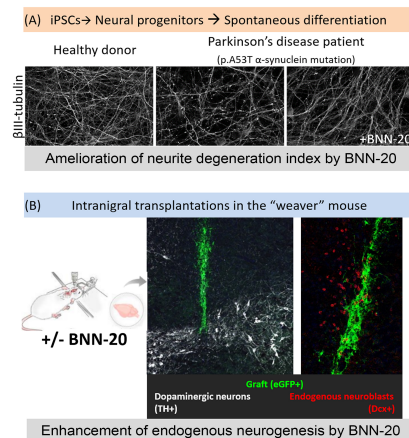 (A) iPSCs→ Neural progenitors → Spontaneous differentiation
Healthy donor
Parkinson's disease patient
(p.A53T α-synuclein mutation)
βIII-tubulin
+BNN-20
Amelioration of neurite degeneration index by BNN-20
(B) Intranigral transplantations in the “weaver” mouse
+/- BNN-20
Graft (eGFP+)
Dopaminergic neurons
(TH+)
Endogenous neuroblasts
(Dcx+)
Enhancement of endogenous neurogenesis by BNN-20